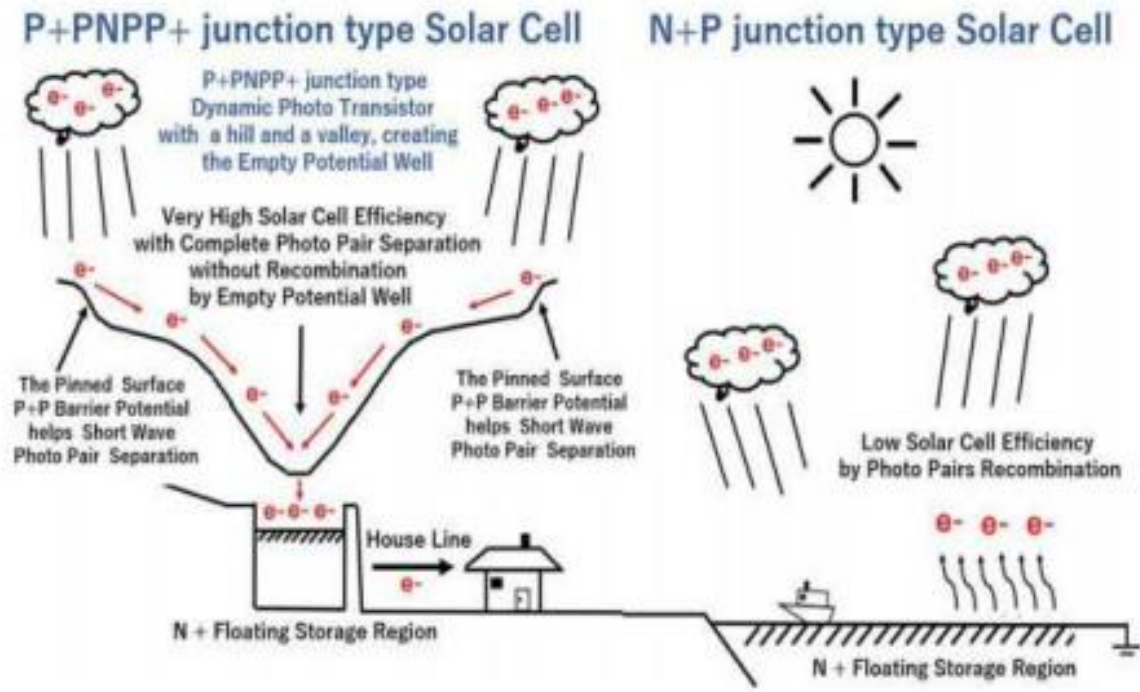 P+PNPP+ junction type Solar Cell
N+P junction type Solar Cell
e- e- e-
P+PNPP+ junction type
Dynamic Photo Transistor
with a hill and a valley, creating
the Empty Potential Well
e- e- e-
Very High Solar Cell Efficiency
with Complete Photo Pair Separation
without Recombination
by Empty Potential Well
e-
e-
e-
e-
e-
e-
The Pinned Surface
P+P Barrier Potential
helps Short Wave
Photo Pair Separation
The Pinned Surface
P+P Barrier Potential
helps Short Wave
Photo Pair Separation
e- e- e-
House Line
e-
N + Floating Storage Region
e- e- e-
e- e- e-
Low Solar Cell Efficiency
by Photo Pairs Recombination
e- e- e-
N + Floating Storage Region